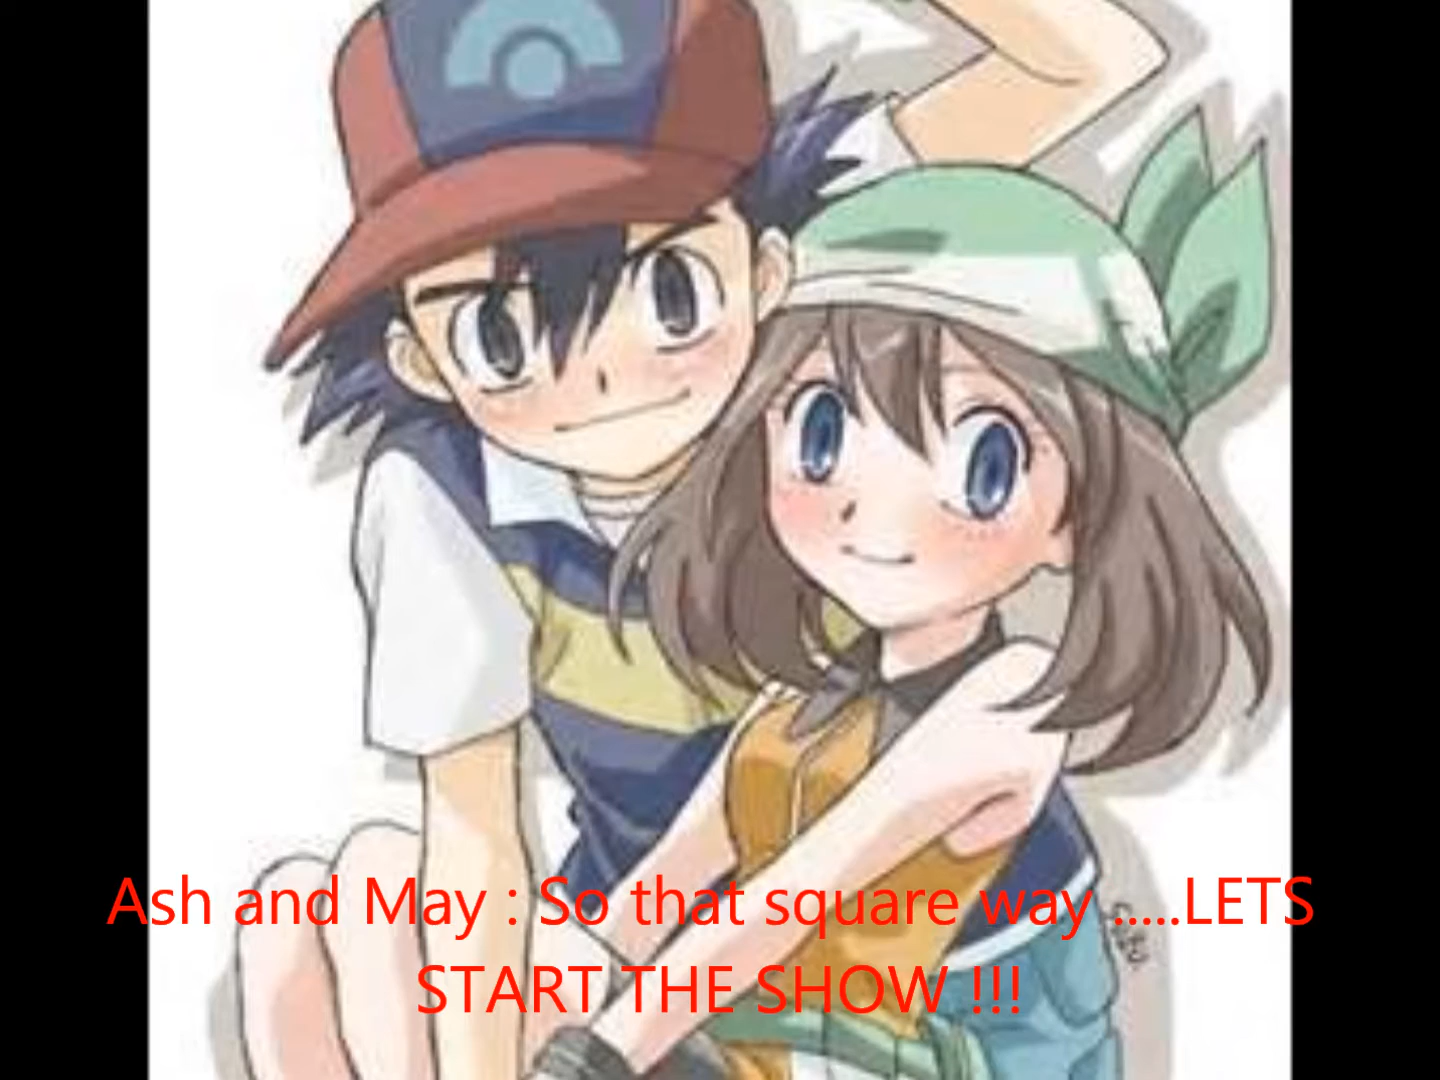 Ash and May : So that square way .....LETS
START THE SHOW !!!